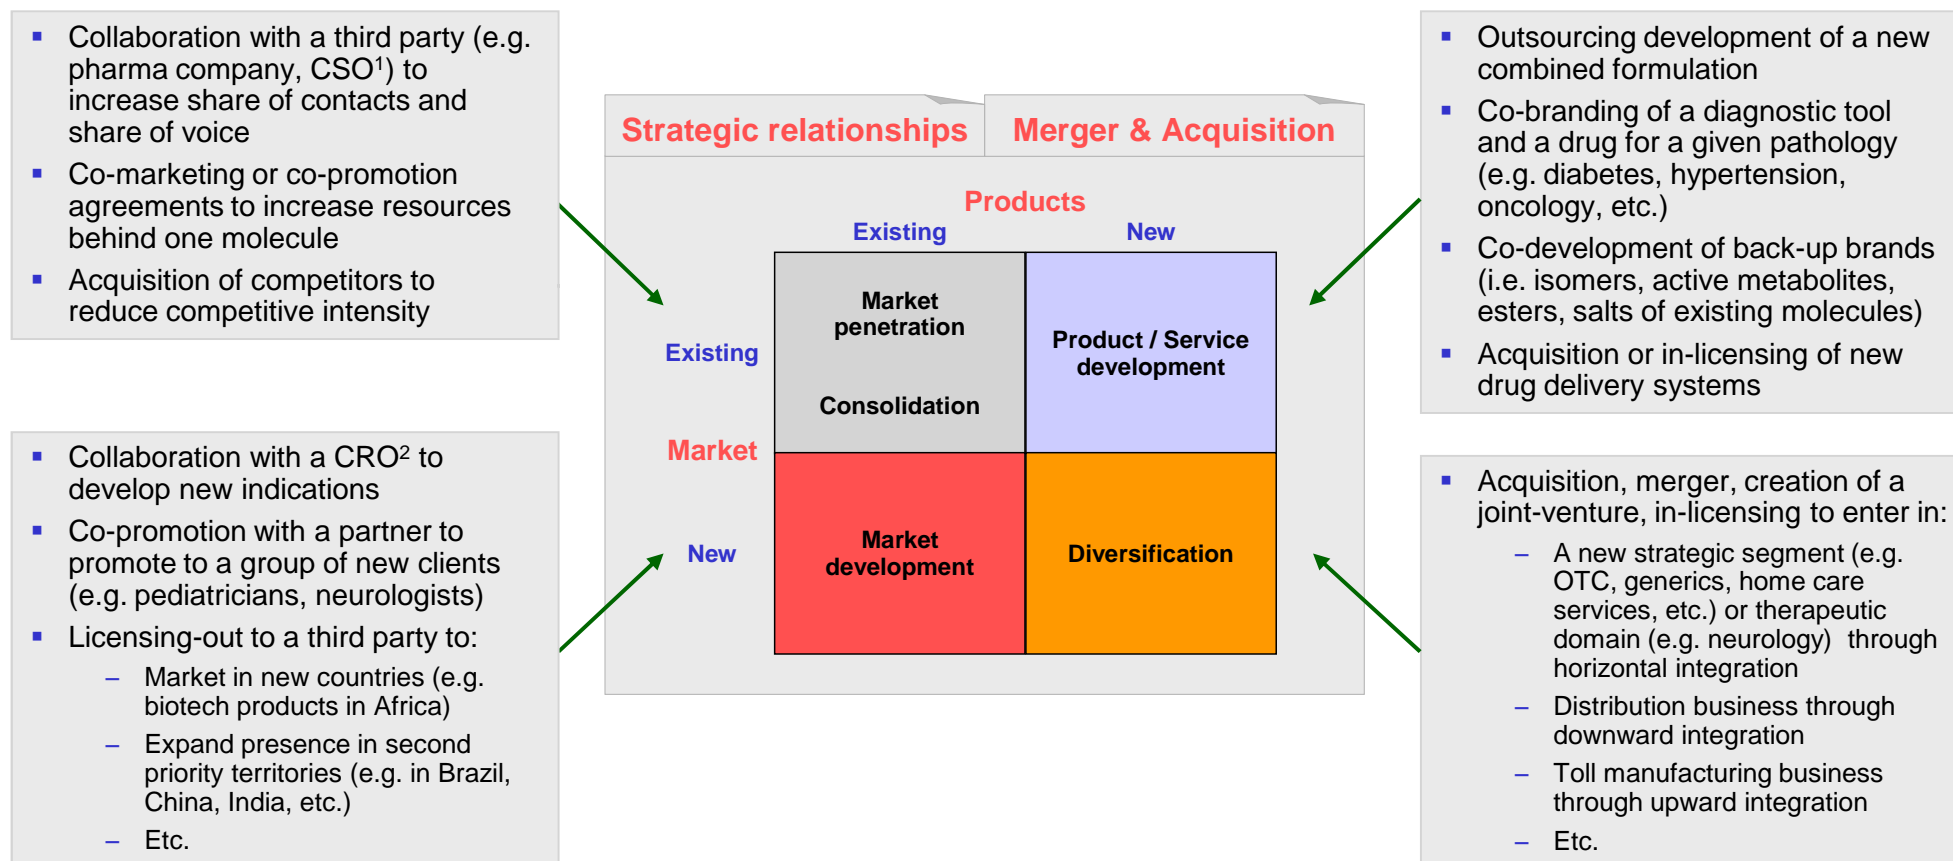 Collaboration with a third party (e.g.
pharma company, CSO1) to
increase share of contacts and
share of voice
Co-marketing or co-promotion
agreements to increase resources
behind one molecule
Acquisition of competitors to
reduce competitive intensity
Collaboration with a CRO2 to
develop new indications
Co-promotion with a partner to
promote to a group of new clients
(e.g. pediatricians, neurologists)
Licensing-out to a third party to:
– Market in new countries (e.g.
biotech products in Africa)
– Expand presence in second
priority territories (e.g. in Brazil,
China, India, etc.)
– Etc.
Strategic relationships
Merger & Acquisition
Products
Existing
New
Market
penetration
Consolidation
Product / Service
development
Existing
Market
New
Market
development
Diversification
Outsourcing development of a new
combined formulation
Co-branding of a diagnostic tool
and a drug for a given pathology
(e.g. diabetes, hypertension,
oncology, etc.)
Co-development of back-up brands
(i.e. isomers, active metabolites,
esters, salts of existing molecules)
Acquisition or in-licensing of new
drug delivery systems
Acquisition, merger, creation of a
joint-venture, in-licensing to enter in:
– A new strategic segment (e.g.
OTC, generics, home care
services, etc.) or therapeutic
domain (e.g. neurology) through
horizontal integration
– Distribution business through
downward integration
– Toll manufacturing business
through upward integration
– Etc.